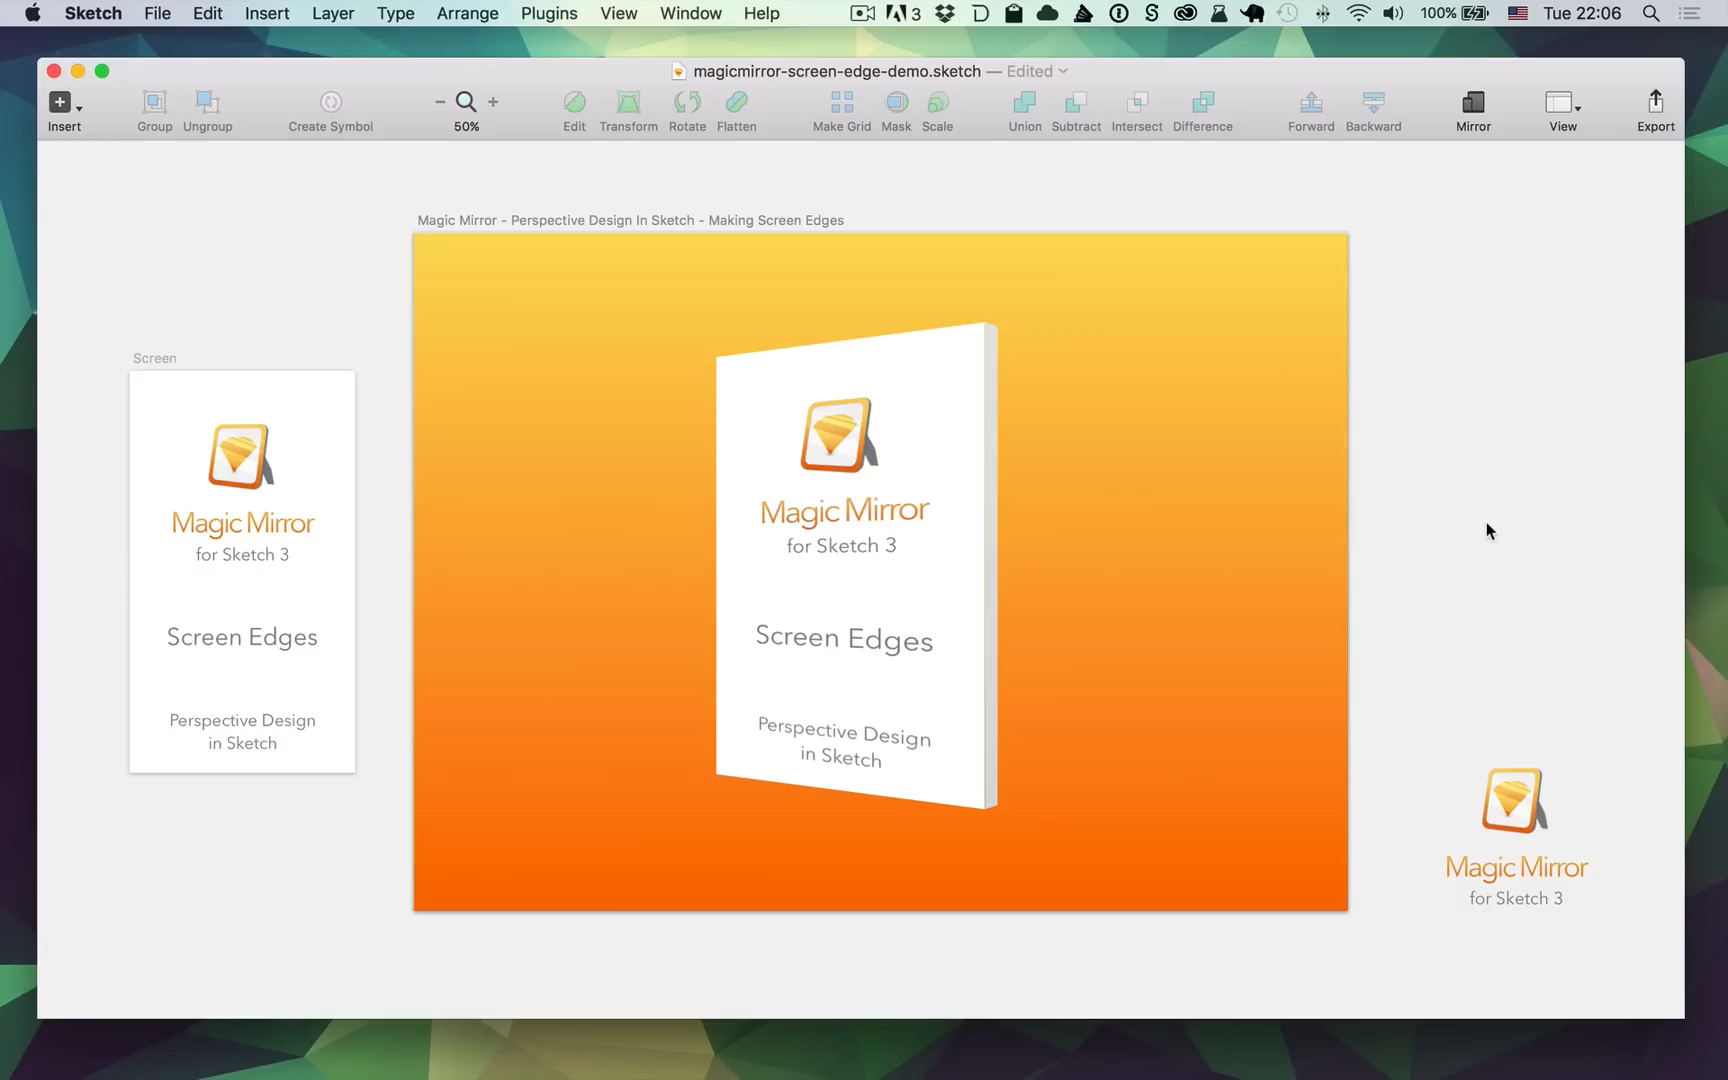 Sketch File Edit Insert Layer Type Arrange Plugins View Window Help 3 100% Tue 22:06
magicmirror-screen-edge-demo.sketch — Edited
50%
Insert Group Ungroup Create Symbol Edit Transform Rotate Flatten Make Grid Mask Scale Union Subtract Intersect Difference Forward Backward Mirror View Export
Magic Mirror - Perspective Design In Sketch - Making Screen Edges
Screen
Magic Mirror
for Sketch 3
Screen Edges
Perspective Design
in Sketch
Magic Mirror
for Sketch 3
Screen Edges
Perspective Design
in Sketch
Magic Mirror
for Sketch 3